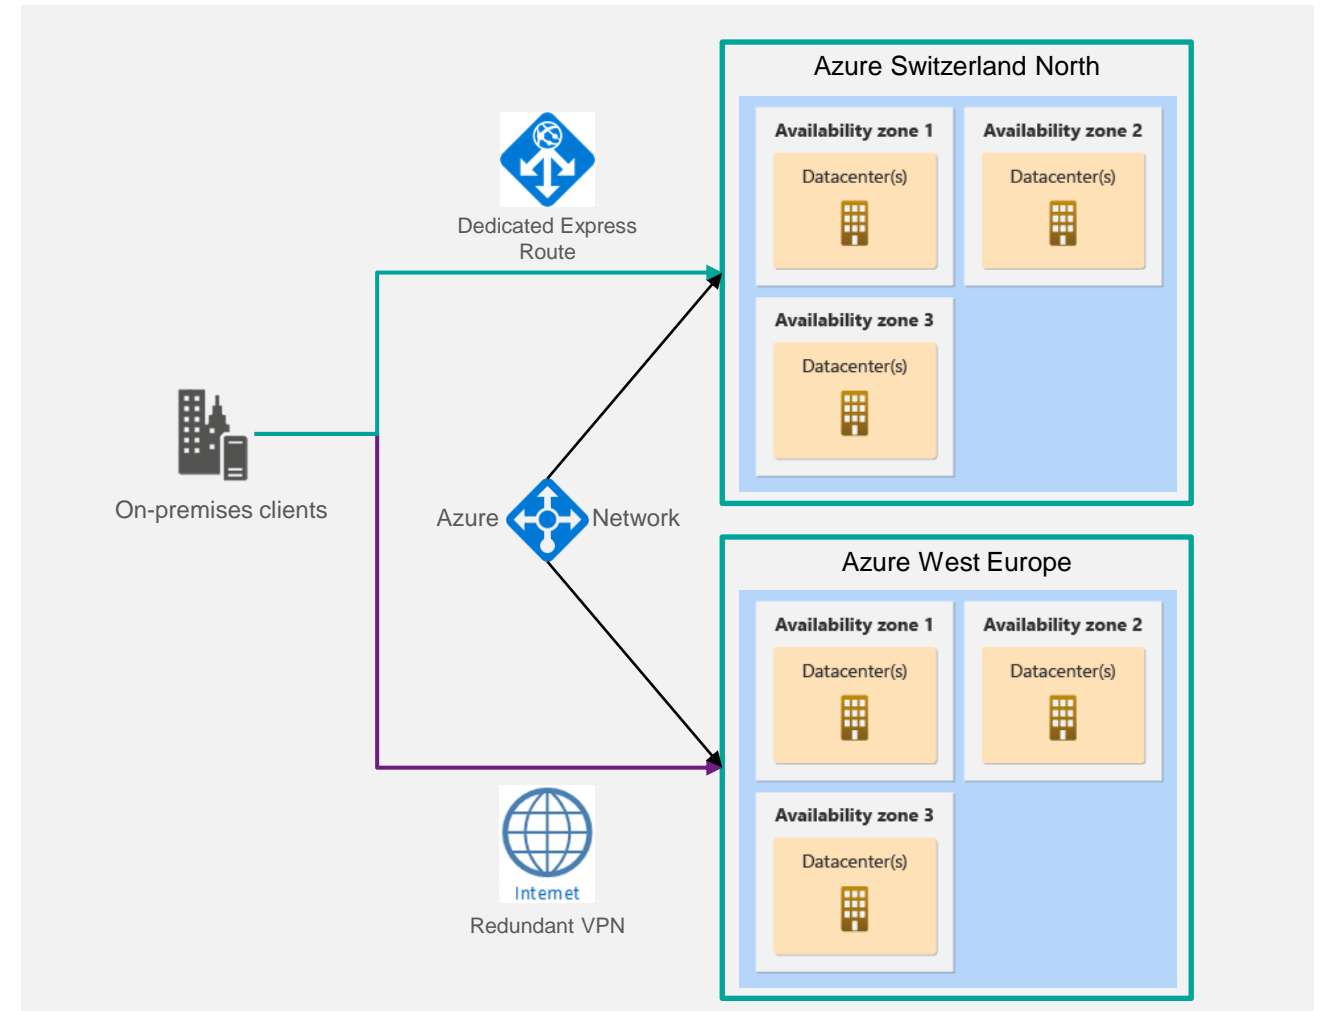 Azure Switzerland North
Availability zone 1
Availability zone 2
Datacenter(s)
Datacenter(s)
Availability zone 3
Datacenter(s)
Dedicated Express
Route
On-premises clients
Azure
Network
Azure West Europe
Availability zone 1
Availability zone 2
Datacenter(s)
Datacenter(s)
Availability zone 3
Datacenter(s)
Internet
Redundant VPN